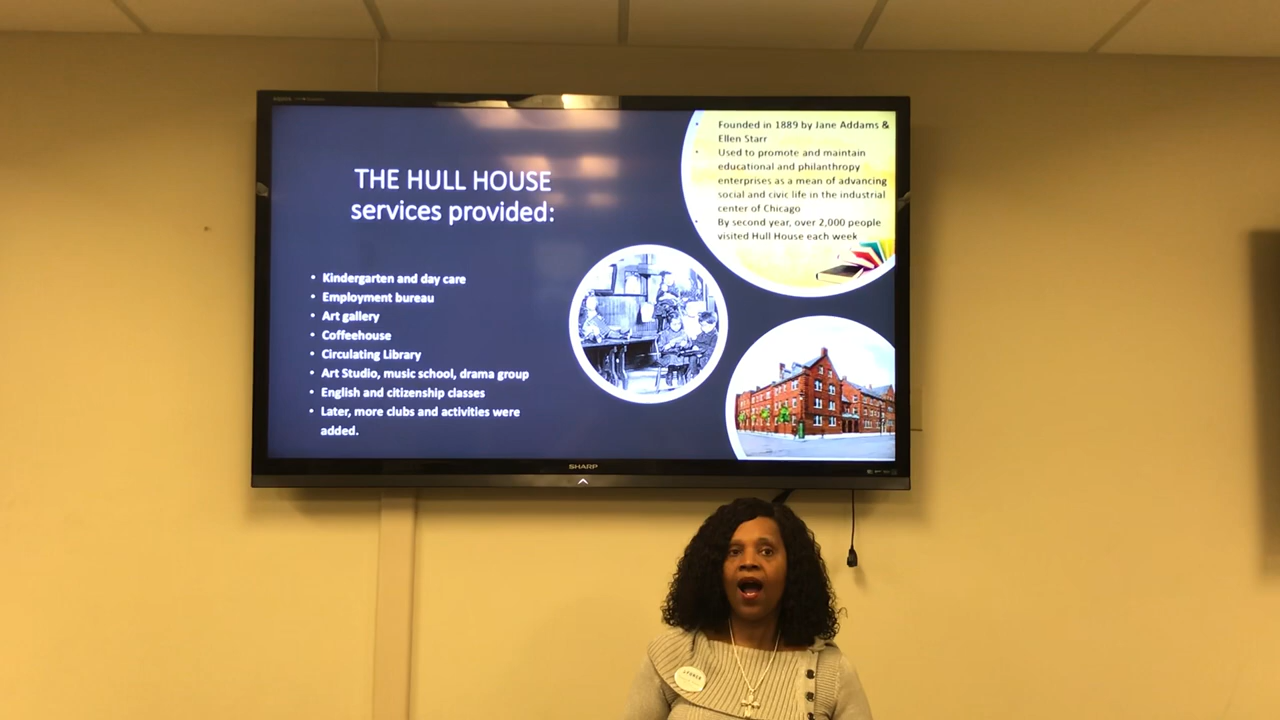 THE HULL HOUSE
services provided:
• Kindergarten and day care
• Employment bureau
• Art gallery
• Coffeehouse
• Circulating Library
• Art Studio, music school, drama group
• English and citizenship classes
• Later, more clubs and activities were
added.
• Founded in 1889 by Jane Addams &
Ellen Starr
• Used to promote and maintain
educational and philanthropy
enterprises as a mean of advancing
social and civic life in the industrial
center of Chicago
• By second year, over 2,000 people
visited Hull House each week
SHARP